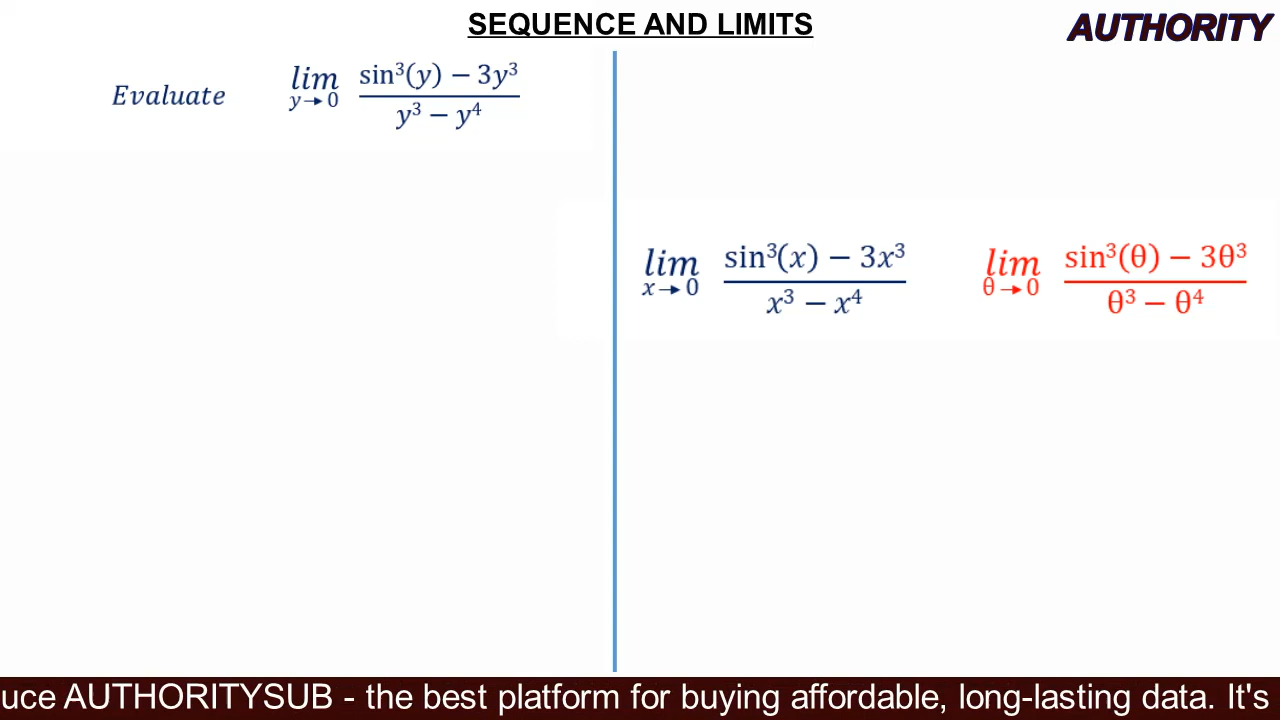 SEQUENCE AND LIMITS
AUTHORITY
Evaluate lim y→0 sin³(y) − 3y³ / y³ − y⁴
lim x→0 sin³(x) − 3x³ / x³ − x⁴
lim θ→0 sin³(θ) − 3θ³ / θ³ − θ⁴
uce AUTHORITYSUB - the best platform for buying affordable, long-lasting data. It's